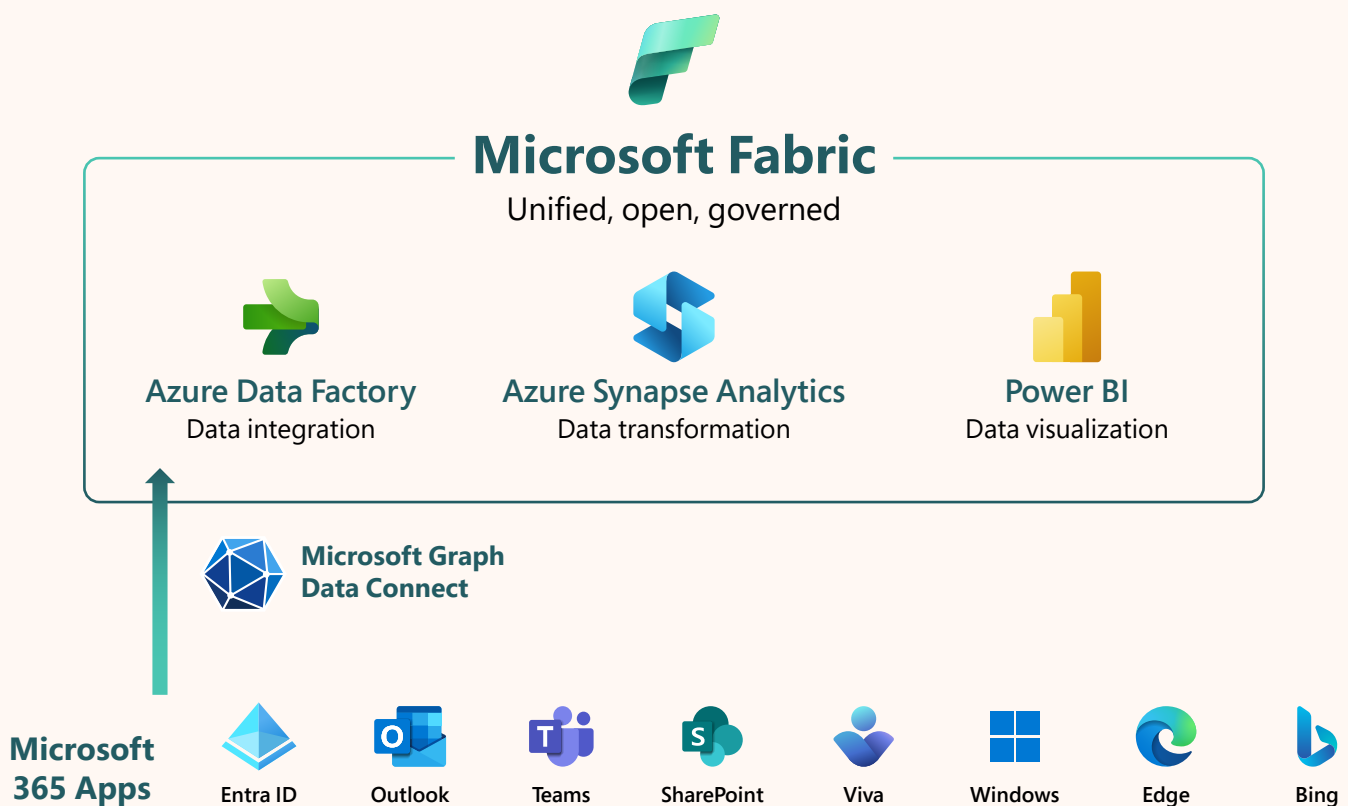 Microsoft Fabric
Unified, open, governed
Azure Data Factory
Data integration
Azure Synapse Analytics
Data transformation
Power BI
Data visualization
Microsoft Graph
Data Connect
Microsoft
365 Apps
Entra ID
Outlook
Teams
SharePoint
Viva
Windows
Edge
Bing